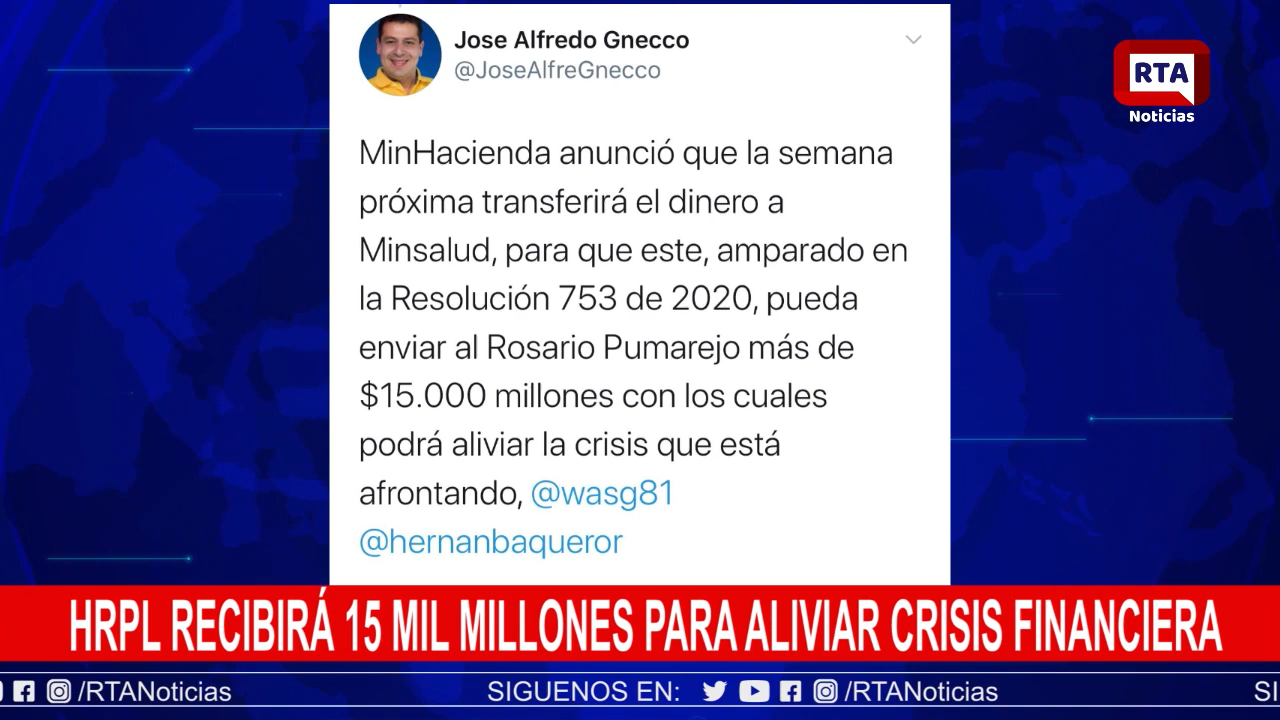 Jose Alfredo Gnecco
@JoseAlfreGnecco
RTA
Noticias
MinHacienda anunció que la semana
próxima transferirá el dinero a
Minsalud, para que este, amparado en
la Resolución 753 de 2020, pueda
enviar al Rosario Pumarejo más de
$15.000 millones con los cuales
podrá aliviar la crisis que está
afrontando, @wasg81
@hernanbaqueror
HRPL RECIBIRÁ 15 MIL MILLONES PARA ALIVIAR CRISIS FINANCIERA
/RTANoticias SIGUENOS EN: /RTANoticias SI